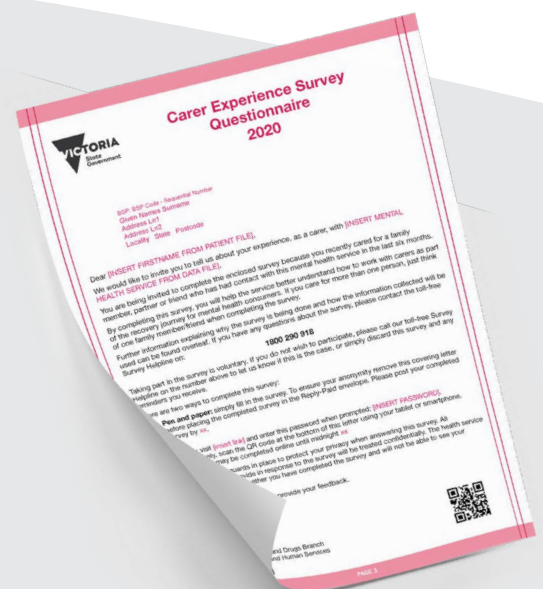 Carer Experience Survey
Questionnaire
2020
VICTORIA
State
Government
BSP: BSP Code - Sequential Number
Given Names Surname
Address Ln1
Address Ln2
Locality State Postcode
Dear [INSERT FIRSTNAME FROM PATIENT FILE],
We would like to invite you to tell us about your experience, as a carer, with [INSERT MENTAL
HEALTH SERVICE FROM DATA FILE].
You are being invited to complete the enclosed survey because you recently cared for a family
member, partner or friend who has had contact with this mental health service in the last six months.
By completing this survey, you will help the service better understand how to work with carers as part
of the recovery journey for mental health consumers. If you care for more than one person, just think
of one family member/friend when completing the survey.
Further information explaining why the survey is being done and how the information collected will be
used can be found overleaf. If you have any questions about the survey, please contact the toll-free
Survey Helpline on:
1800 290 918
Taking part in the survey is voluntary. If you do not wish to participate, please call our toll-free Survey
Helpline on the number above to let us know if this is the case, or simply discard this survey and any
reminders you receive.
are two ways to complete this survey:
Pen and paper: simply fill in the survey. To ensure your anonymity remove this covering letter
before placing the completed survey in the Reply-Paid envelope. Please post your completed
by xx.
visit [insert link] and enter this password when prompted: [INSERT PASSWORD].
scan the QR code at the bottom of this letter using your tablet or smartphone.
may be completed online until midnight xx
in place to protect your privacy when answering this survey. All
in response to the survey will be treated confidentially. The health service
you have completed the survey and will not be able to see your
provide your feedback.
and Drugs Branch
and Human Services
PAGE 3